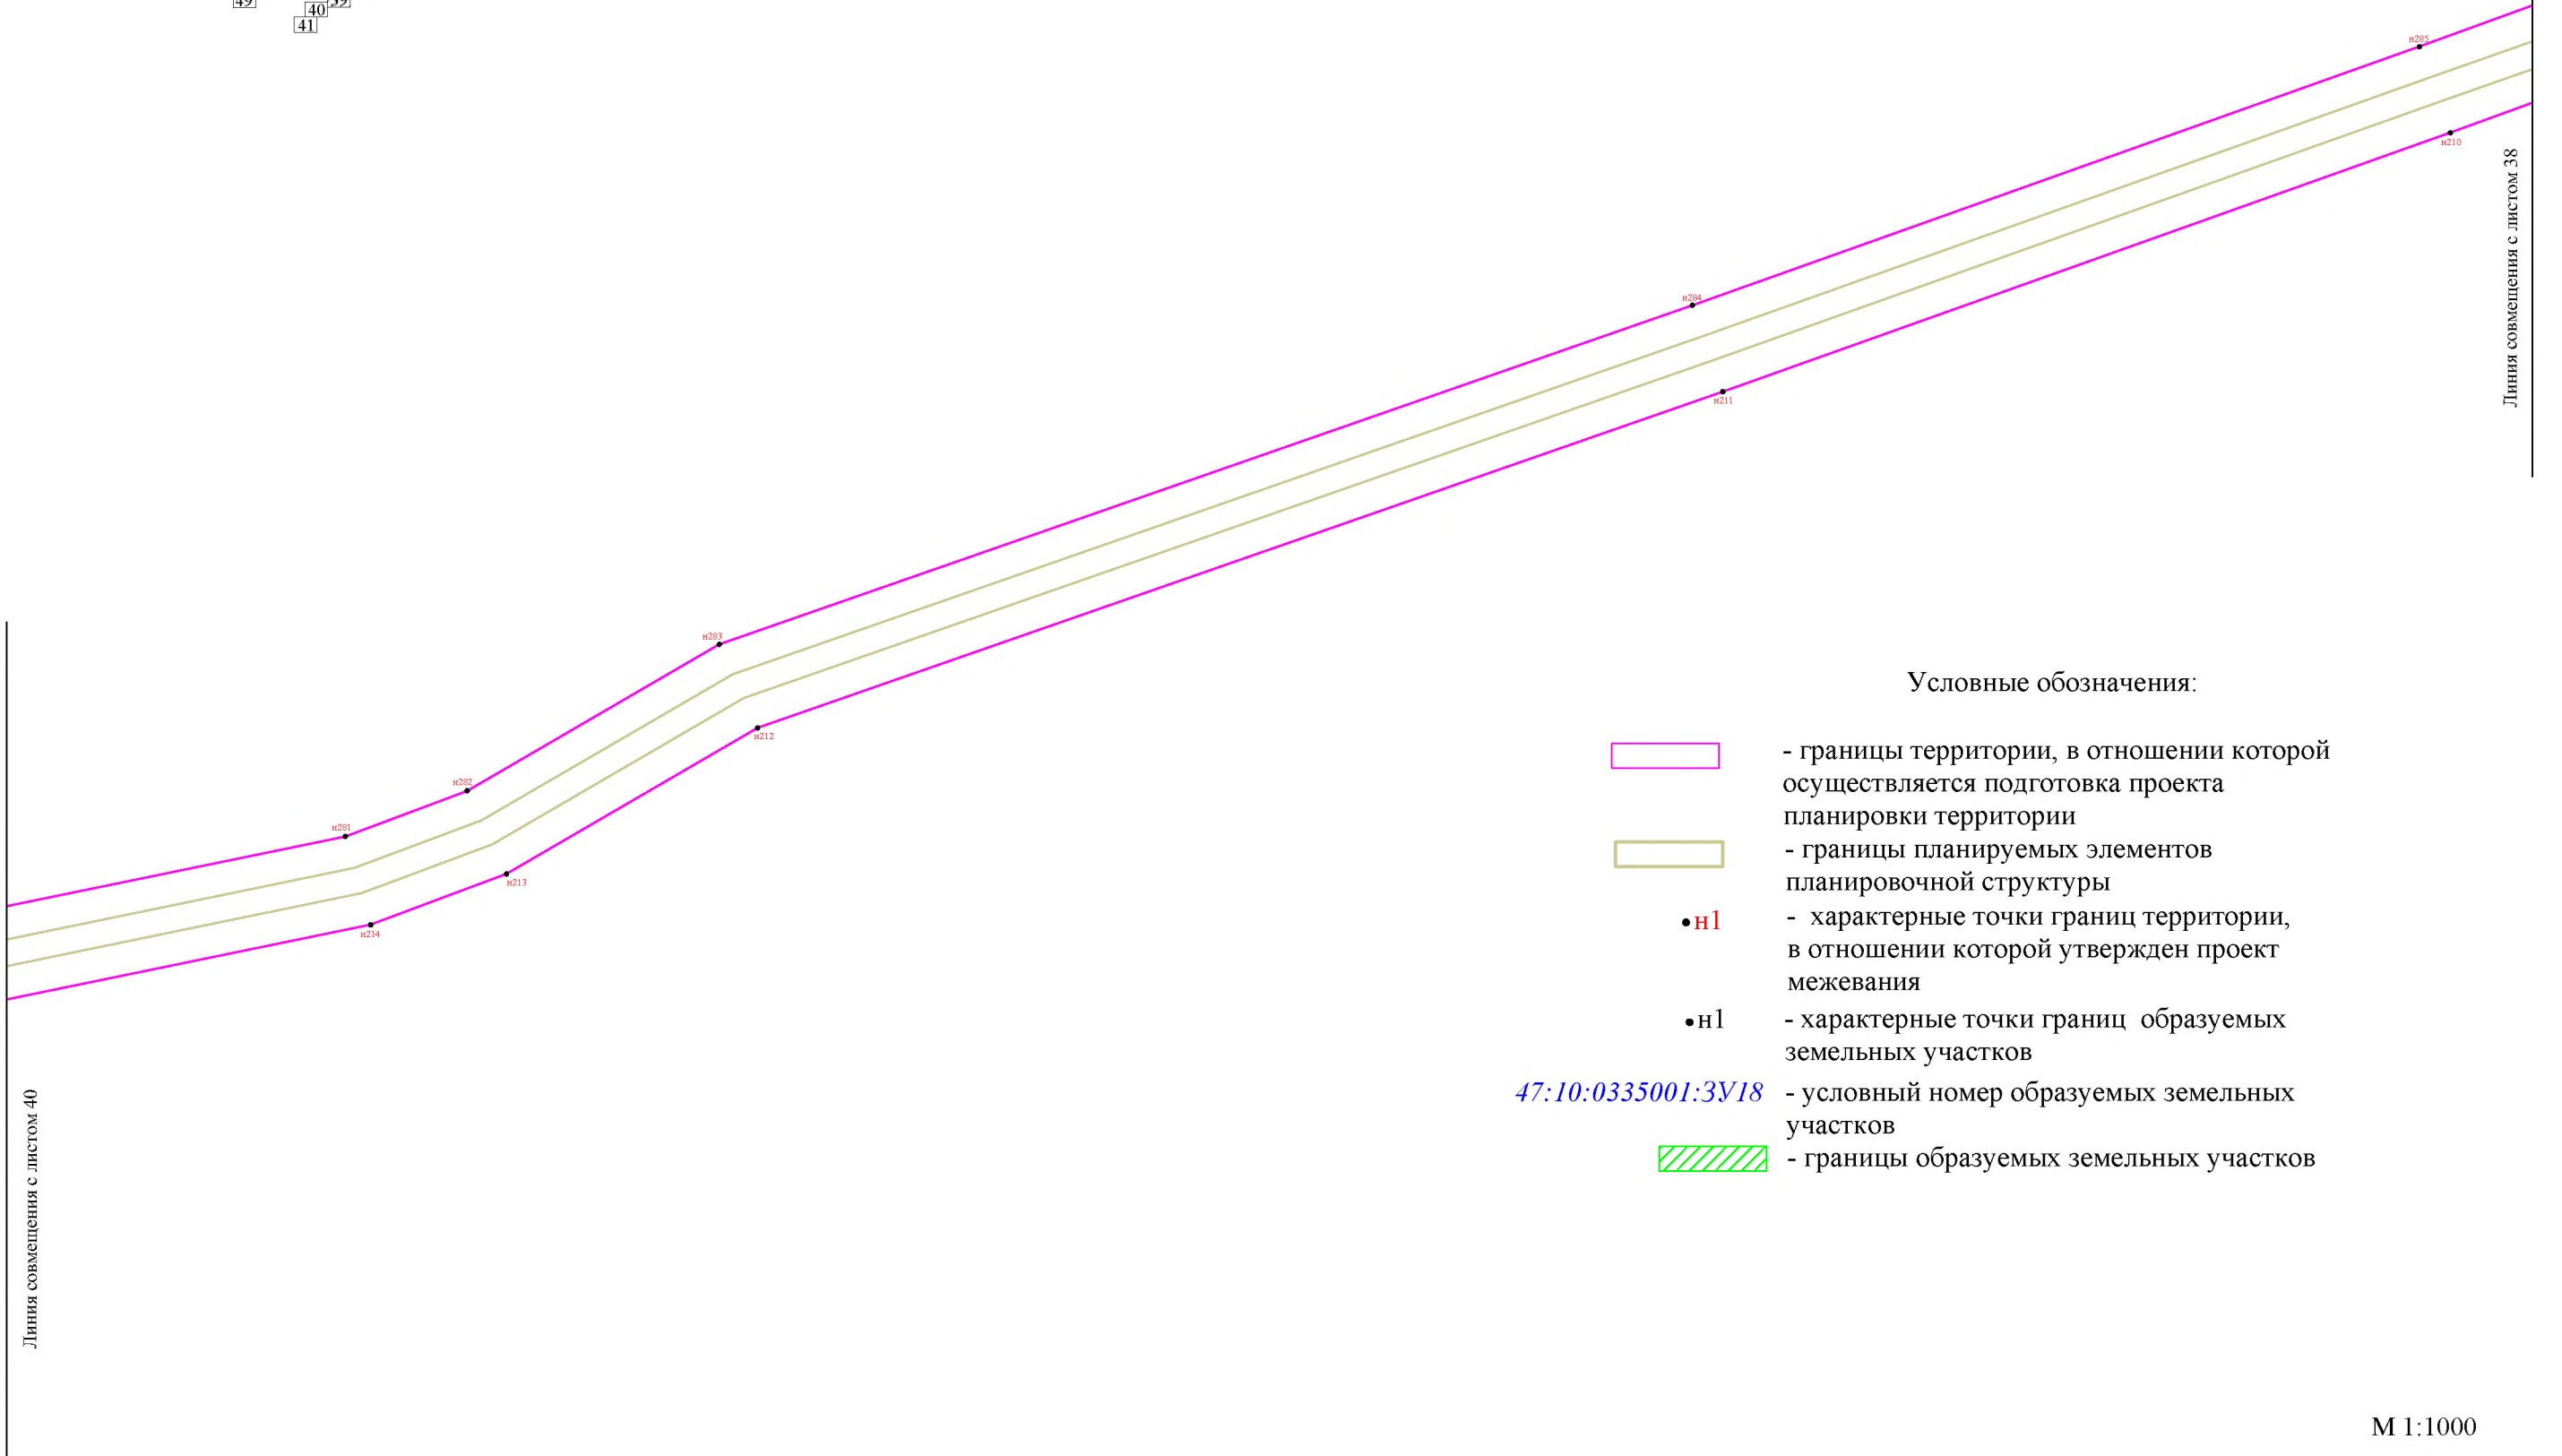 49
39
40
41
н285
н210
Линия совмещения с листом 38
н284
н211
н283
н212
н282
н281
н213
н214
Линия совмещения с листом 40
Условные обозначения:
- границы территории, в отношении которой
осуществляется подготовка проекта
планировки территории
- границы планируемых элементов
планировочной структуры
н1
- характерные точки границ территории,
в отношении которой утвержден проект
межевания
н1
- характерные точки границ образуемых
земельных участков
47:10:0335001:ЗУ18
- условный номер образуемых земельных
участков
- границы образуемых земельных участков
М 1:1000